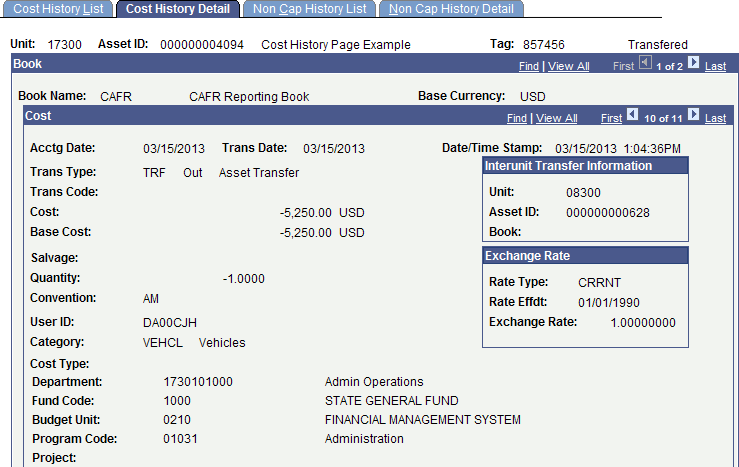 Cost History List Cost History Detail Non Cap History List Non Cap History Detail
Unit: 17300 Asset ID: 000000004094 Cost History Page Example Tag: 857456 Transfered
Book Find | View All First 1 of 2 Last
Book Name: CAFR CAFR Reporting Book Base Currency: USD
Cost Find | View All First 10 of 11 Last
Acctg Date: 03/15/2013 Trans Date: 03/15/2013 Date/Time Stamp: 03/15/2013 1:04:36PM
Trans Type: TRF Out Asset Transfer
Trans Code:
Cost: -5,250.00 USD
Base Cost: -5,250.00 USD
Salvage:
Quantity: -1.0000
Convention: AM
User ID: DA00CJH
Category: VEHCL Vehicles
Cost Type:
Department: 1730101000 Admin Operations
Fund Code: 1000 STATE GENERAL FUND
Budget Unit: 0210 FINANCIAL MANAGEMENT SYSTEM
Program Code: 01031 Administration
Project:
Interunit Transfer Information
Unit: 08300
Asset ID: 000000000628
Book:
Exchange Rate
Rate Type: CRRNT
Rate Effdt: 01/01/1990
Exchange Rate: 1.00000000